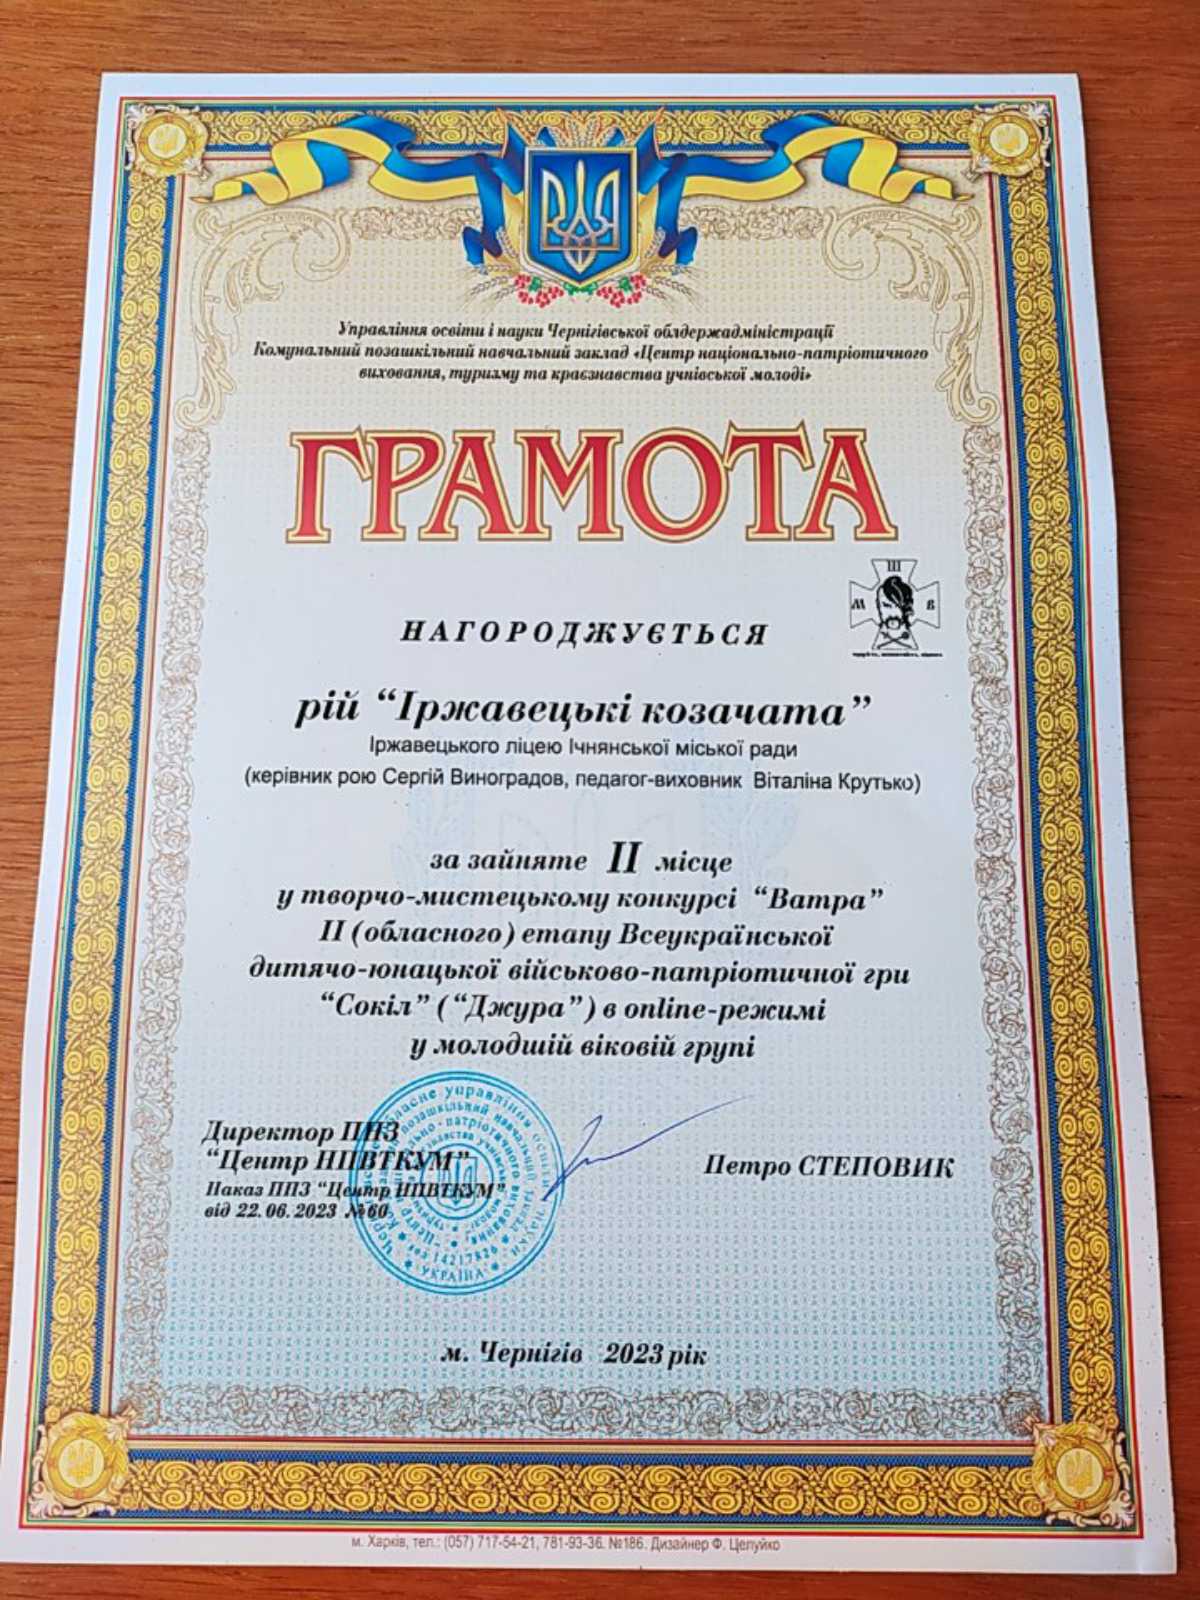 Управління освіти і науки Чернігівської облдержадміністрації
Комунальний позашкільний навчальний заклад «Центр національно-патріотичного
виховання, туризму та краєзнавства учнівської молоді»
ГРАМОТА
Ш
М В
НАГОРОДЖУЄТЬСЯ
рій “Іржавецькі козачата”
Іржавецького ліцею Ічнянської міської ради
(керівник рою Сергій Виноградов, педагог-виховник Віталіна Крутько)
за зайняте II місце
у творчо-мистецькому конкурсі “Ватра”
II (обласного) етапу Всеукраїнської
дитячо-юнацької військово-патріотичної гри
“Сокіл” (“Джура”) в online-режимі
у молодшій віковій групі
Директор ППЗ
“Центр НПВТКУМ”
Наказ ППЗ “Центр НПВТКУМ”
від 22.06.2023 №60
Петро СТЕПОВИК
код 14217826
УКРАЇНА
м. Чернігів 2023 рік
м. Харків, тел.: (057) 717-54-21, 781-93-36. №186. Дизайнер Ф. Целуйко